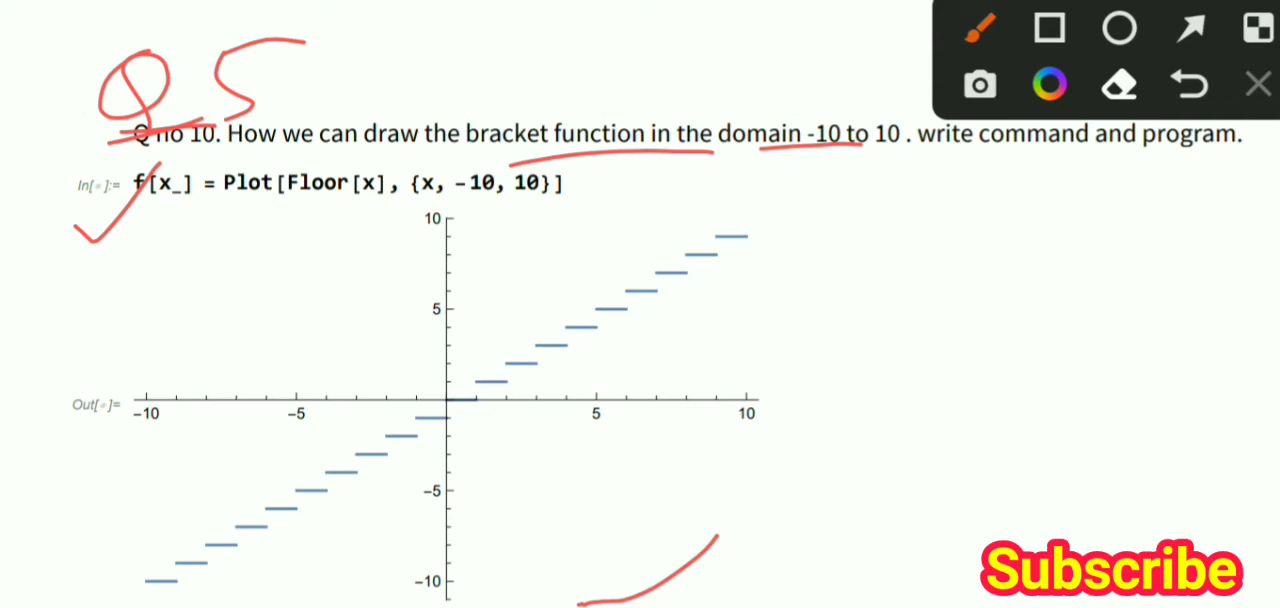 Q 5
Q no 10. How we can draw the bracket function in the domain -10 to 10 . write command and program.
In[∘]:= f[x_] = Plot[Floor[x], {x, -10, 10}]
10
5
Out[∘]=
-10 -5 5 10
-5
-10
Subscribe